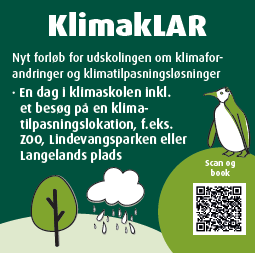 KlimakLAR
Nyt forløb for udskolingen om klimafor-
andringer og klimatilpasningsløsninger
· En dag i klimaskolen inkl.
et besøg på en klima-
tilpasningslokation, f.eks.
ZOO, Lindevangsparken eller
Langelands plads
Scan og
book